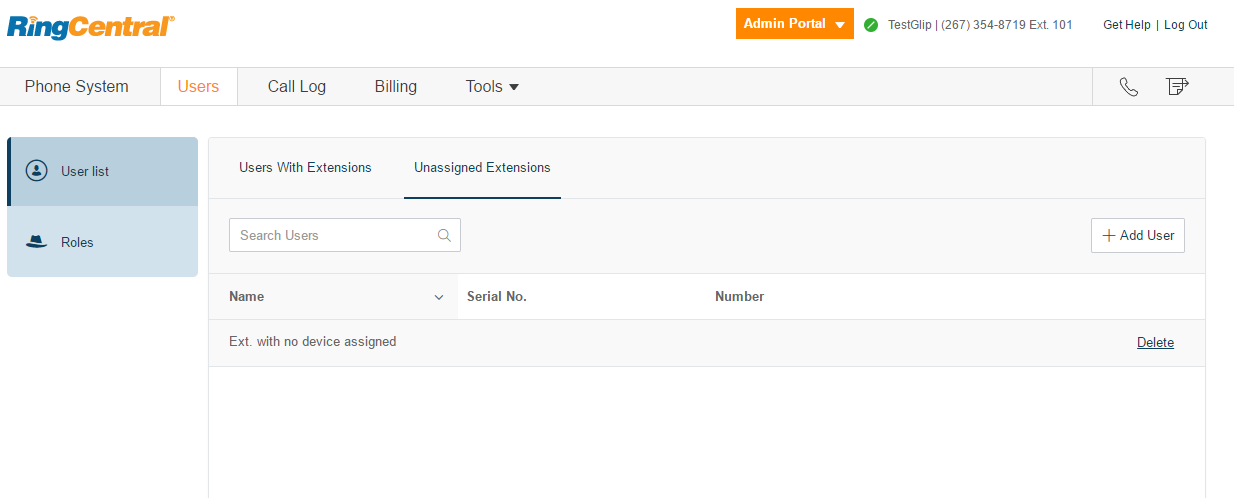 RingCentral®
Admin Portal
TestGlip | (267) 354-8719 Ext. 101
Get Help | Log Out
Phone System
Users
Call Log
Billing
Tools
User list
Roles
Users With Extensions
Unassigned Extensions
Search Users
Add User
Name
Serial No.
Number
Ext. with no device assigned
Delete